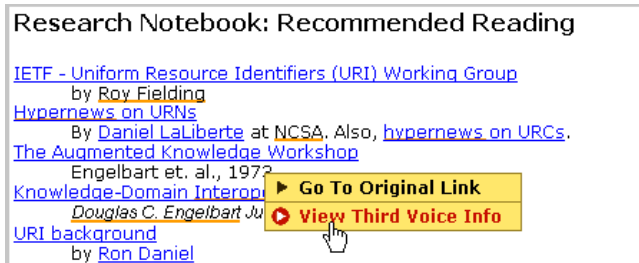 Research Notebook: Recommended Reading
IETF - Uniform Resource Identifiers (URI) Working Group
by Roy Fielding
Hypernews on URNs
By Daniel LaLiberte at NCSA. Also, hypernews on URCs.
The Augmented Knowledge Workshop
Engelbart et. al., 1972
Knowledge-Domain Interop
Douglas C. Engelbart Ju
URI background
by Ron Daniel
Go To Original Link
View Third Voice Info